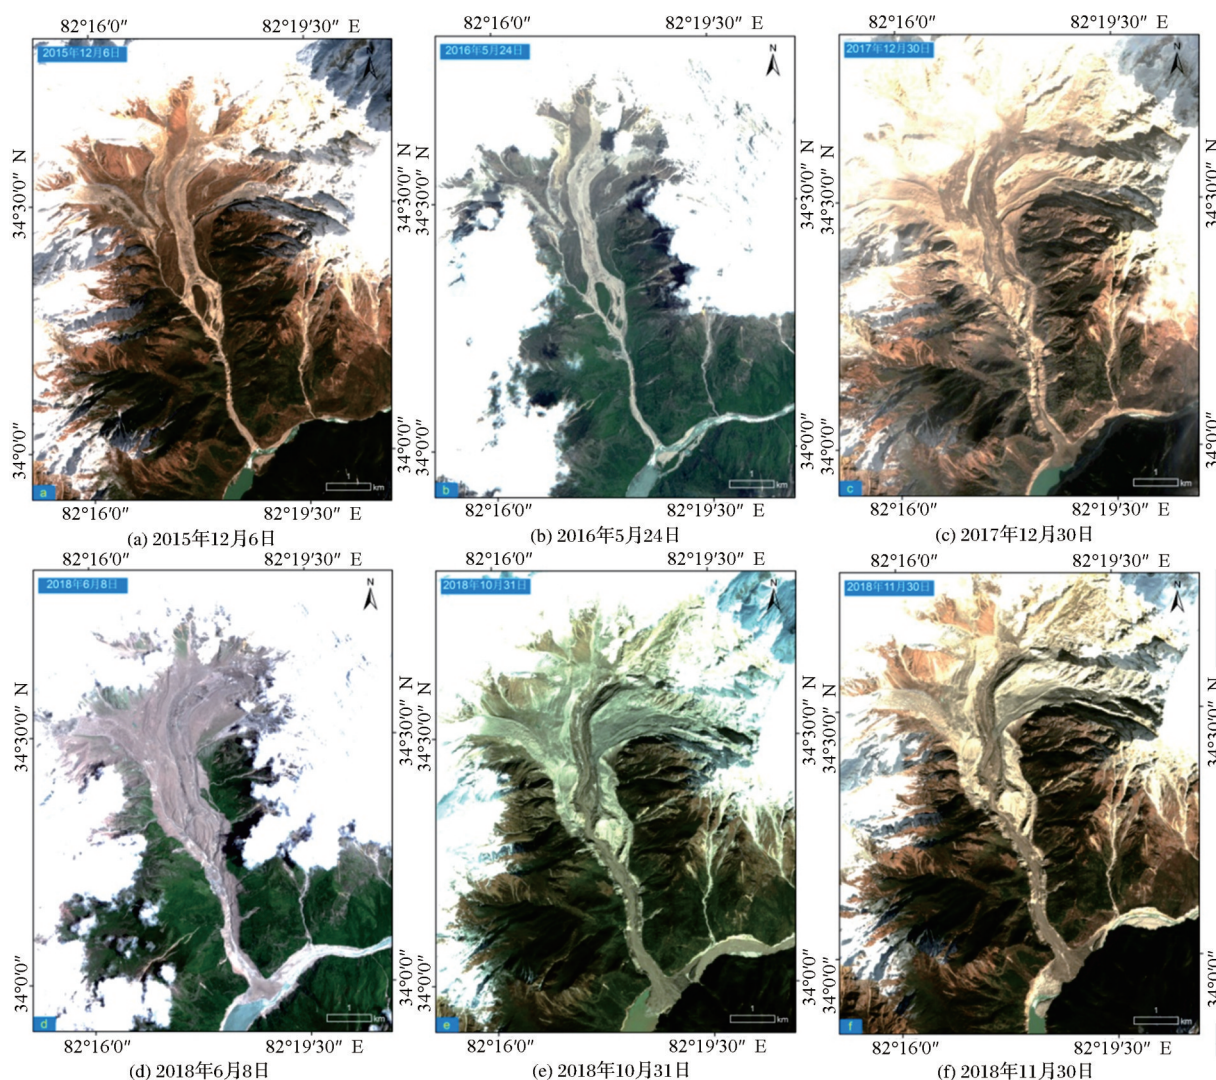 82°16′0″ 82°19′30″ E 82°16′0″ 82°19′30″ E 82°16′0″ 82°19′30″ E
2015年12月6日 N 2016年5月24日 N 2017年12月30日 N
34°30′0″ N 34°30′0″ N 34°30′0″ N 34°30′0″ N
34°0′0″ 34°0′0″ 34°0′0″ 34°0′0″
a 1 km b 1 km c 1 km
82°16′0″ 82°19′30″ E 82°16′0″ 82°19′30″ E 82°16′0″ 82°19′30″ E
(a) 2015年12月6日 (b) 2016年5月24日 (c) 2017年12月30日
82°16′0″ 82°19′30″ E 82°16′0″ 82°19′30″ E 82°16′0″ 82°19′30″ E
2018年6月8日 N 2018年10月31日 N 2018年11月30日 N
34°30′0″ N 34°30′0″ N 34°30′0″ N 34°30′0″ N
34°0′0″ 34°0′0″ 34°0′0″ 34°0′0″
d 1 km e 1 km f 1 km
82°16′0″ 82°19′30″ E 82°16′0″ 82°19′30″ E 82°16′0″ 82°19′30″ E
(d) 2018年6月8日 (e) 2018年10月31日 (f) 2018年11月30日